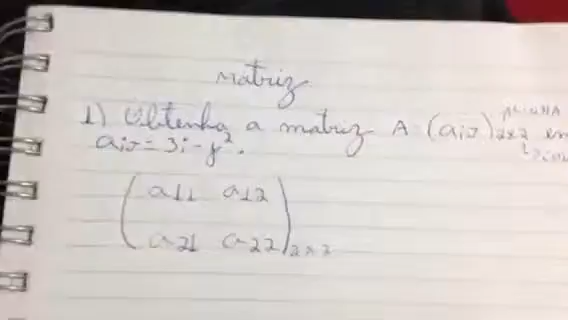 matriz
1) Obtenha a matriz A (aij)2x2 em
aij = 3i - j².
a11 a12
a21 a22 2x2